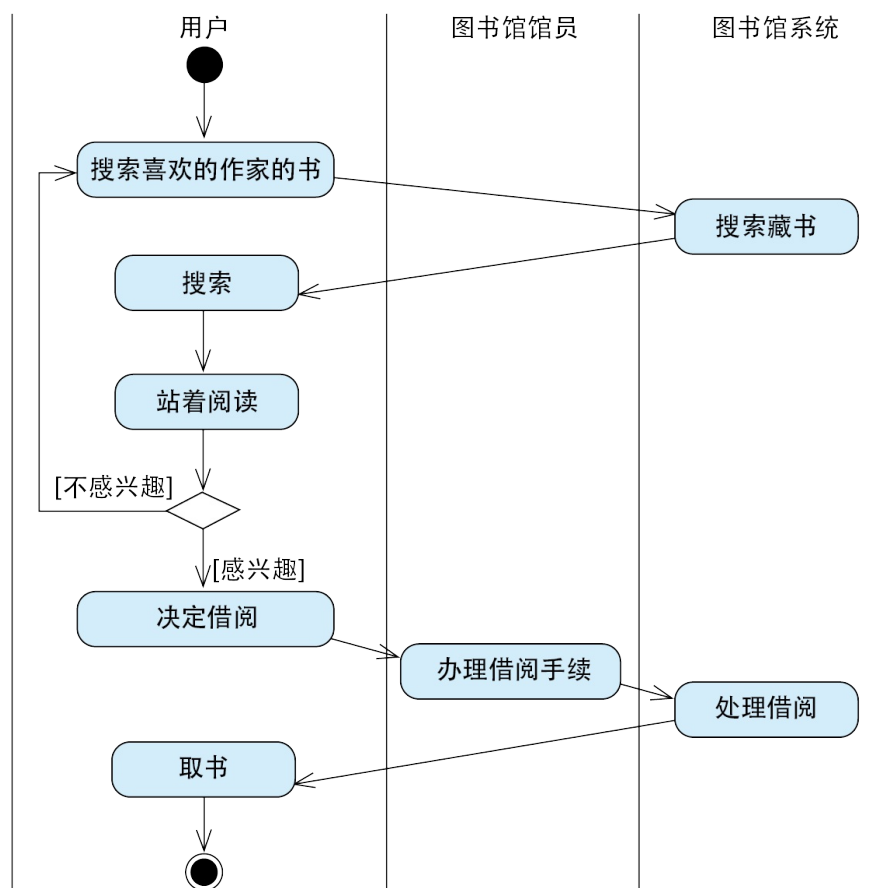 用户
图书馆馆员
图书馆系统
搜索喜欢的作家的书
搜索藏书
搜索
站着阅读
[不感兴趣]
[感兴趣]
决定借阅
办理借阅手续
处理借阅
取书